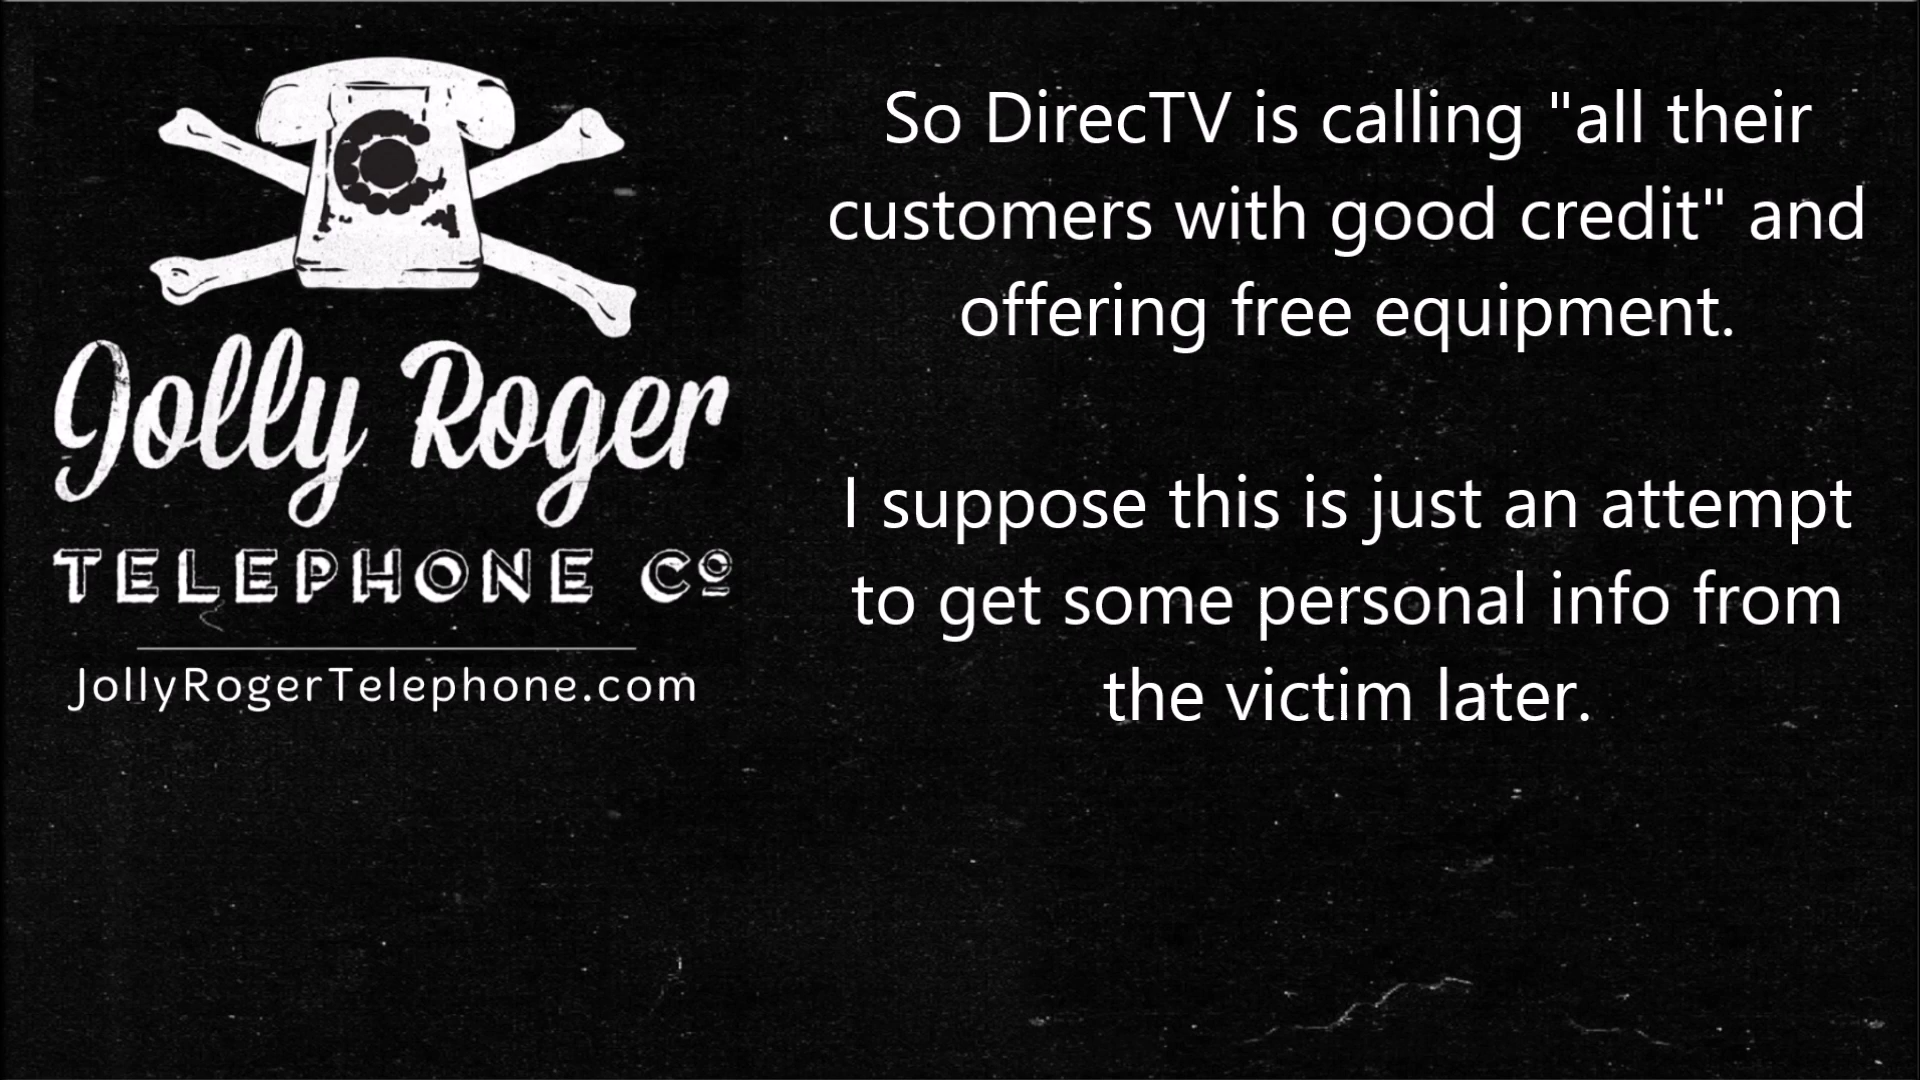 Jolly Roger
TELEPHONE Cº
JollyRogerTelephone.com
So DirecTV is calling "all their
customers with good credit" and
offering free equipment.
I suppose this is just an attempt
to get some personal info from
the victim later.